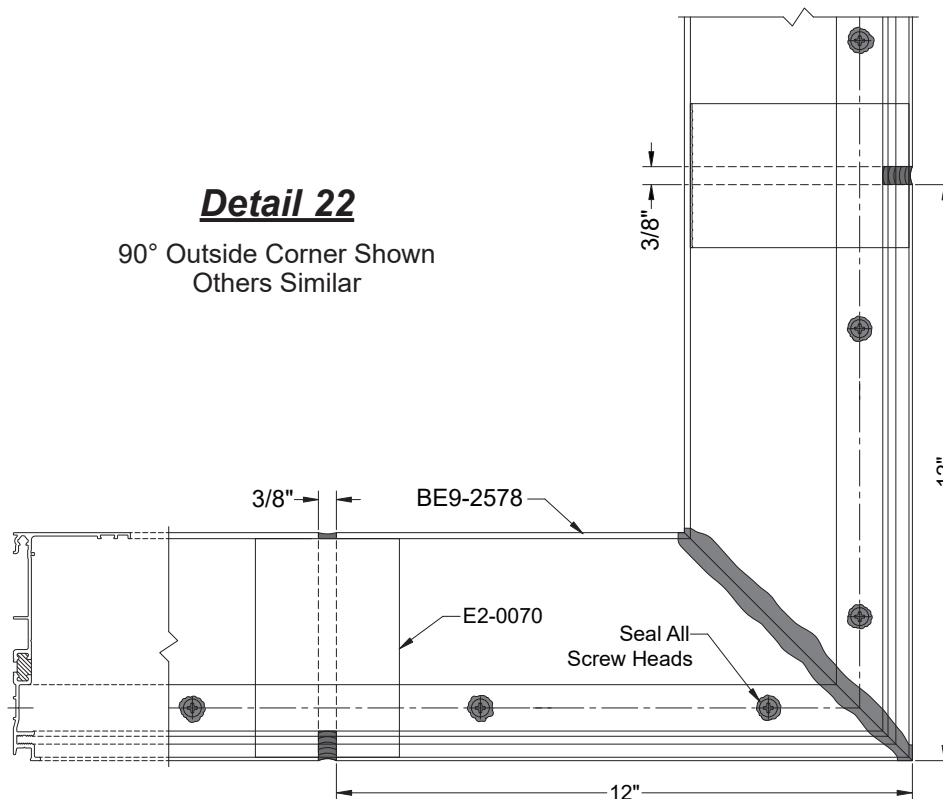 Detail 22
90° Outside Corner Shown
Others Similar
3/8"
3/8"
BE9-2578
E2-0070
Seal All
Screw Heads
12"
12"